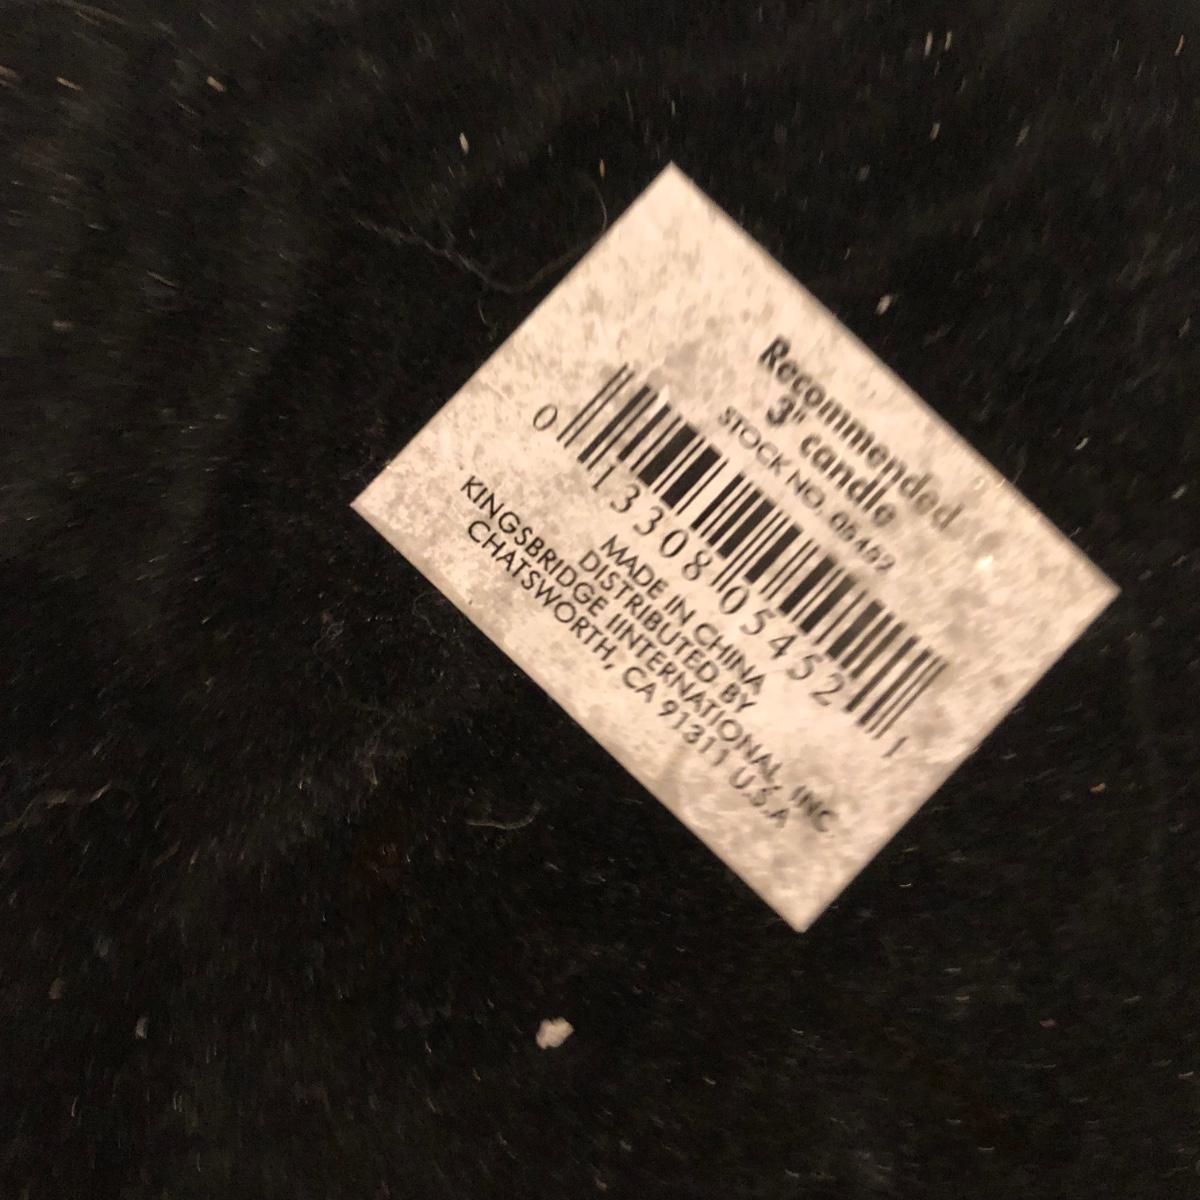 Recommended
3" candle
STOCK NO. 05452
0 13308 05452 1
MADE IN CHINA
DISTRIBUTED BY
KINGSBRIDGE IINTERNATIONAL, INC.
CHATSWORTH, CA 91311 U.S.A